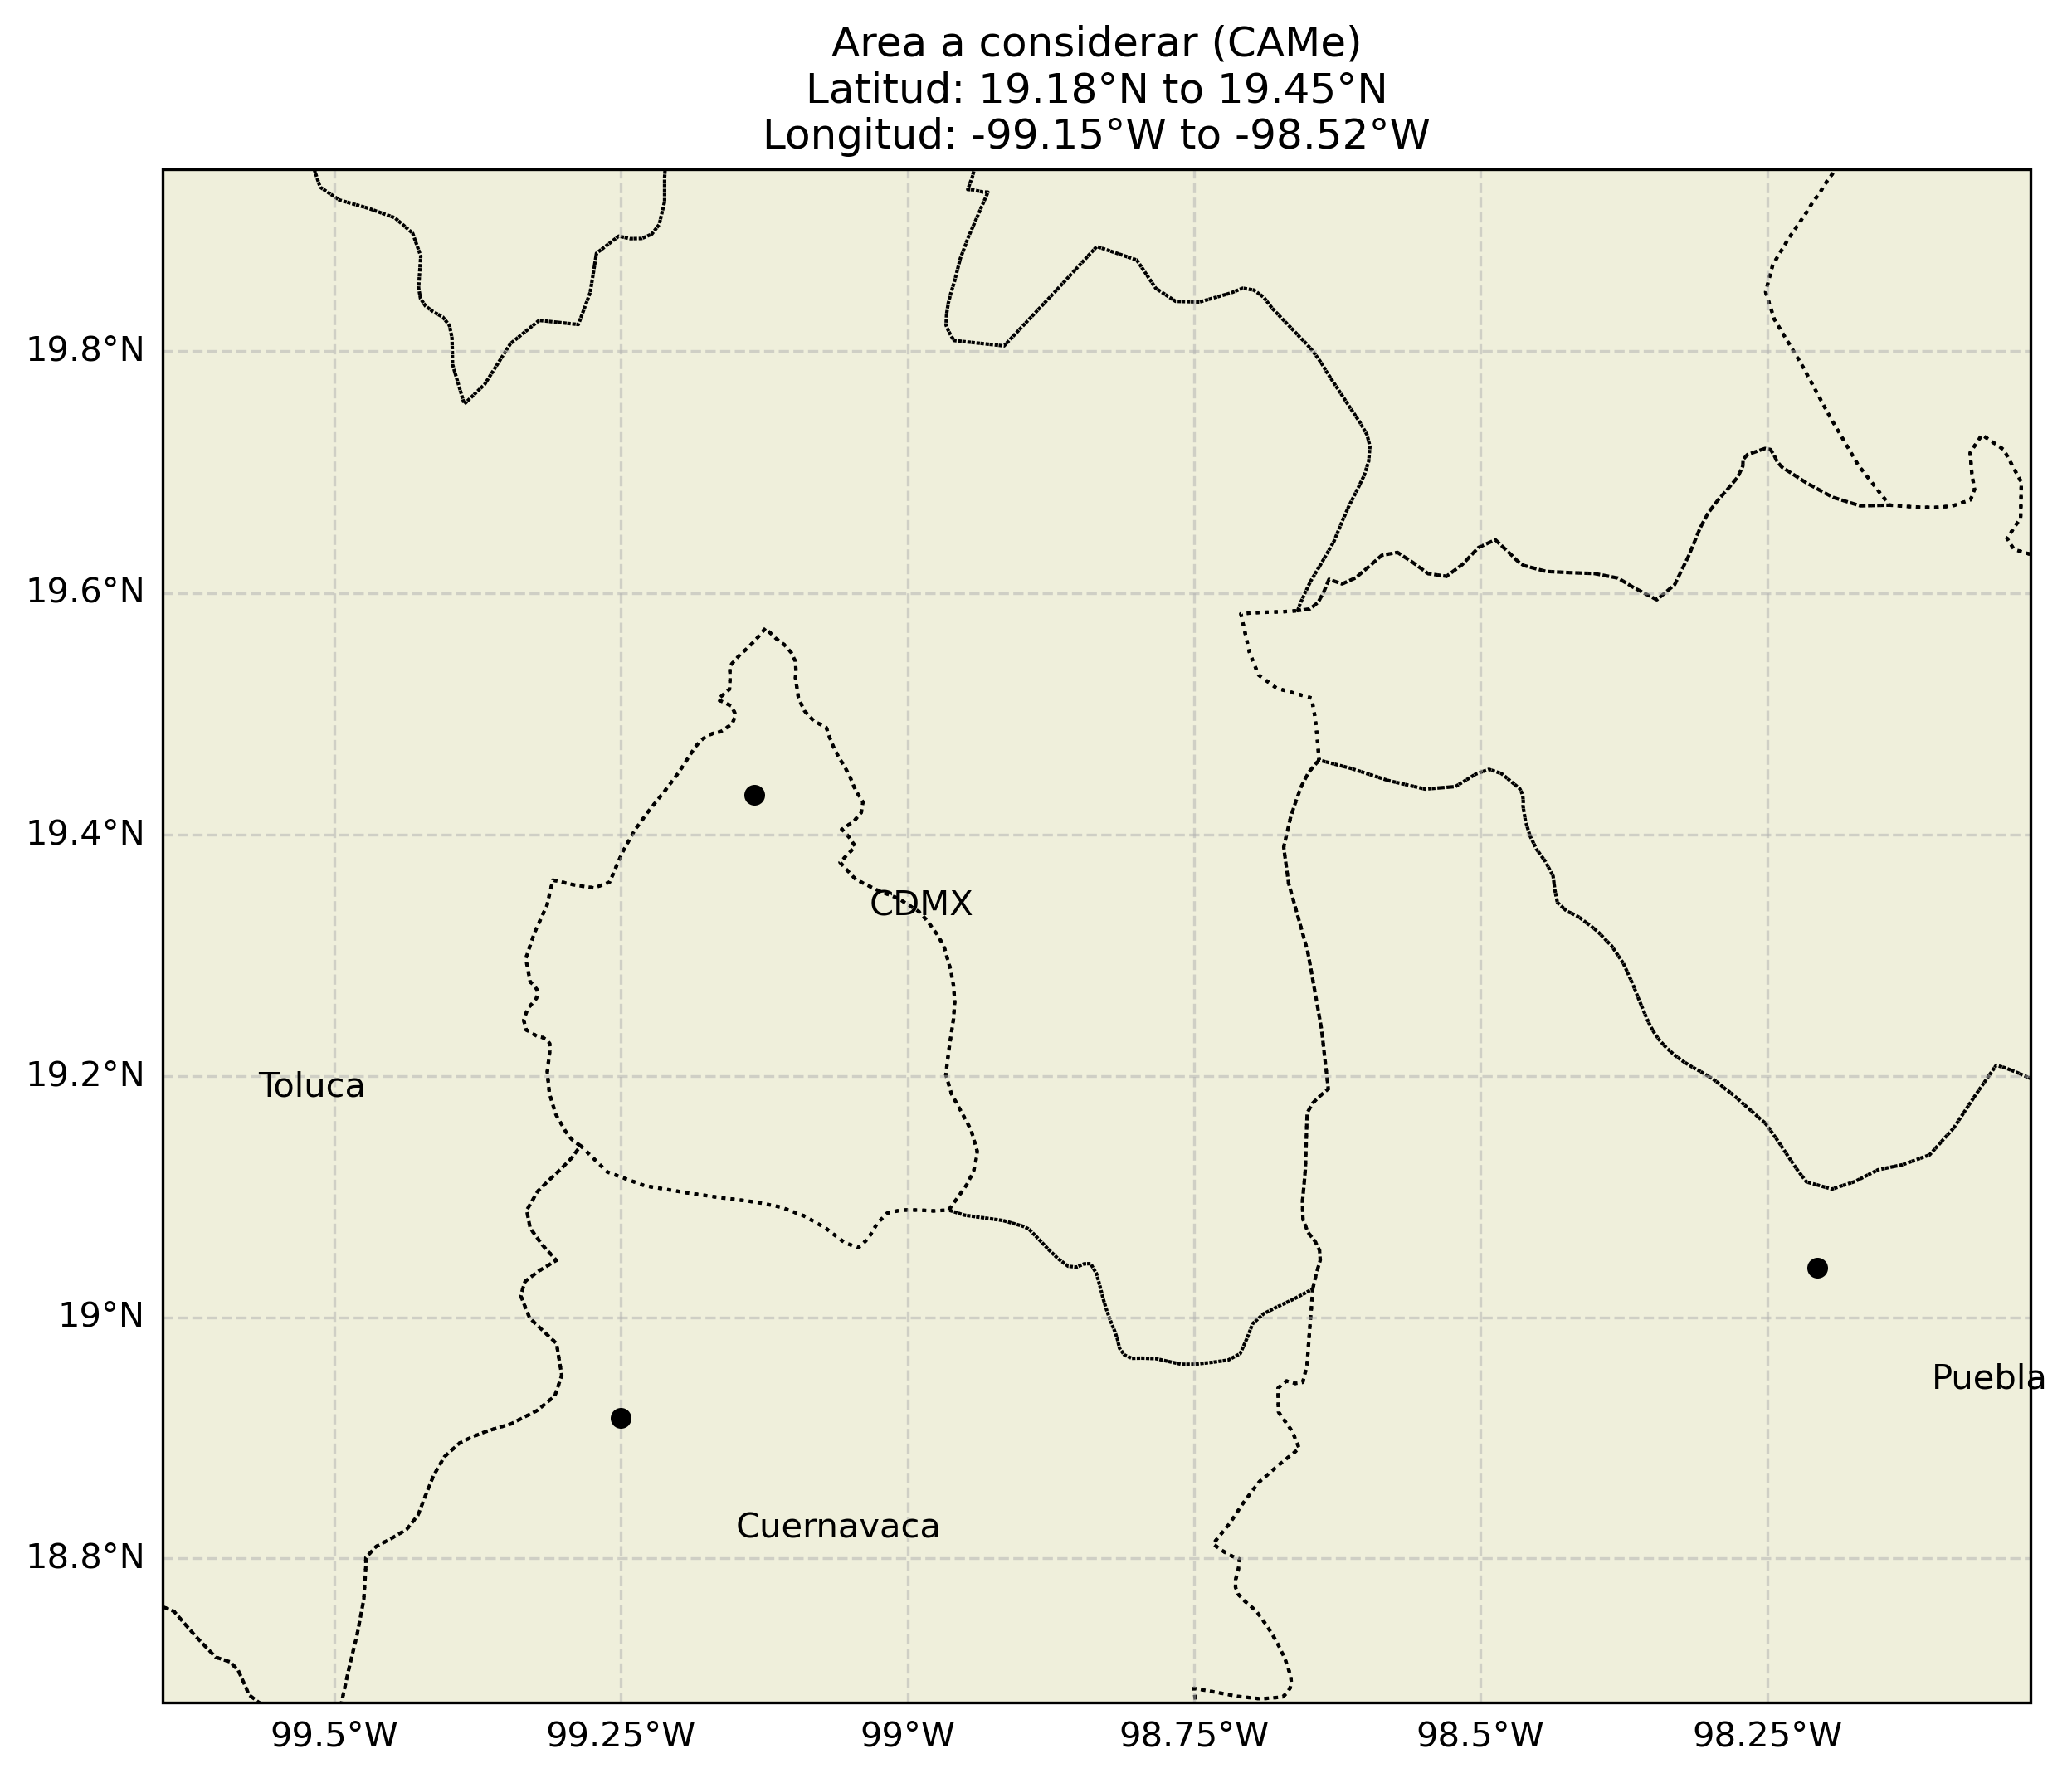 Area a considerar (CAMe)
Latitud: 19.18°N to 19.45°N
Longitud: -99.15°W to -98.52°W
19.8°N
19.6°N
19.4°N
CDMX
19.2°N
Toluca
19°N
Puebla
Cuernavaca
18.8°N
99.5°W
99.25°W
99°W
98.75°W
98.5°W
98.25°W